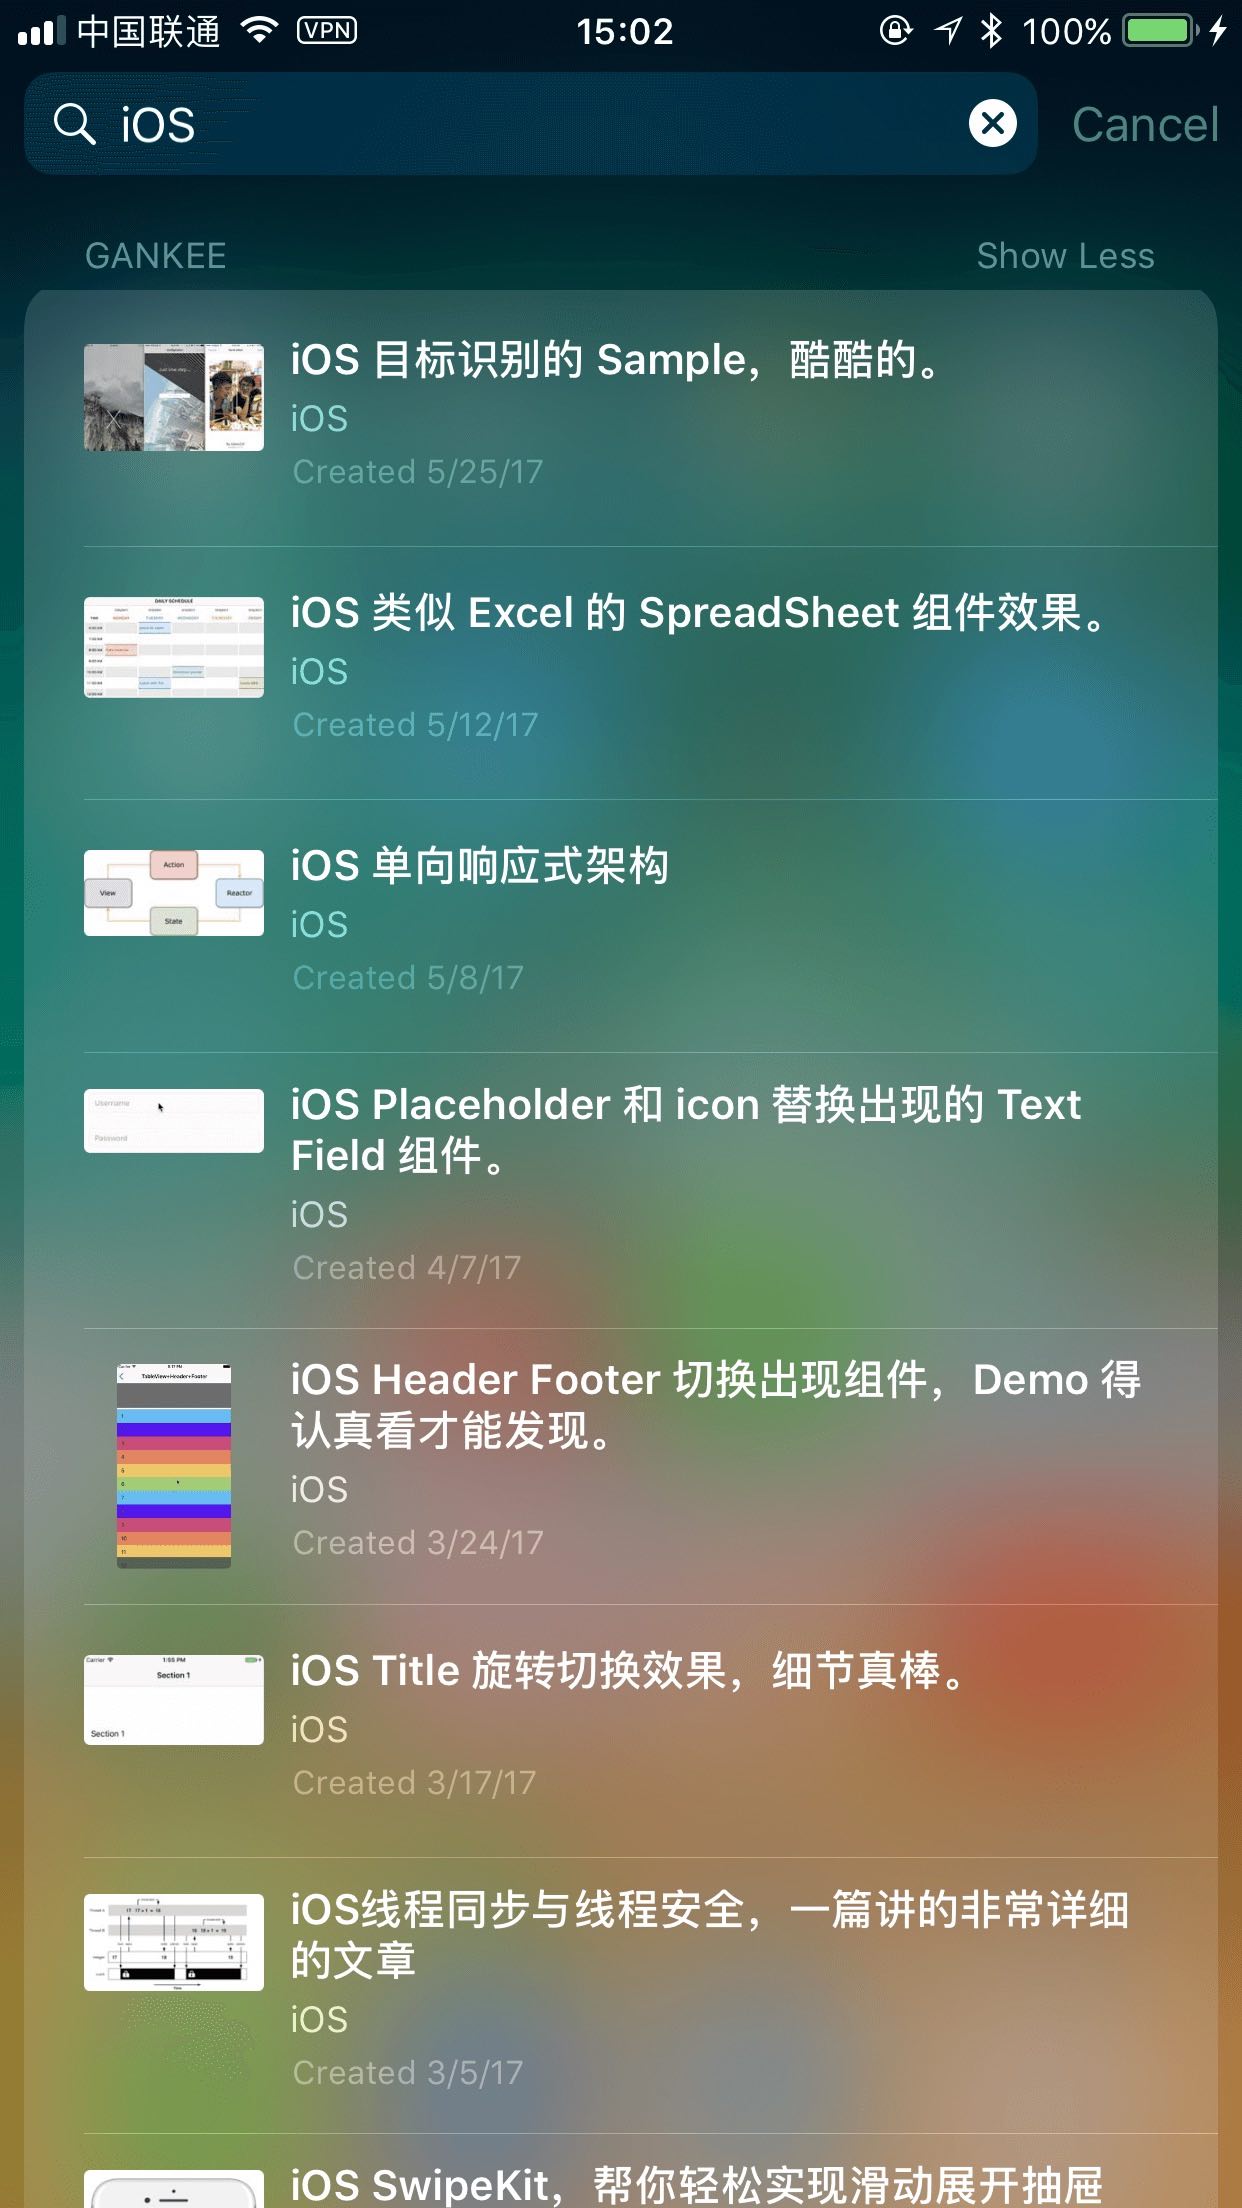 中国联通 VPN 15:02 100%
iOS Cancel
GANKEE Show Less
iOS 目标识别的 Sample，酷酷的。
iOS
Created 5/25/17
DAILY SCHEDULE
iOS 类似 Excel 的 SpreadSheet 组件效果。
iOS
Created 5/12/17
Action
View Reactor
State
iOS 单向响应式架构
iOS
Created 5/8/17
Username
Password
iOS Placeholder 和 icon 替换出现的 Text
Field 组件。
iOS
Created 4/7/17
TableView+Header+Footer
iOS Header Footer 切换出现组件，Demo 得
认真看才能发现。
iOS
Created 3/24/17
Carrier 1:55 PM
Section 1
Section 1
iOS Title 旋转切换效果，细节真棒。
iOS
Created 3/17/17
iOS线程同步与线程安全，一篇讲的非常详细
的文章
iOS
Created 3/5/17
iOS SwipeKit，帮你轻松实现滑动展开抽屉